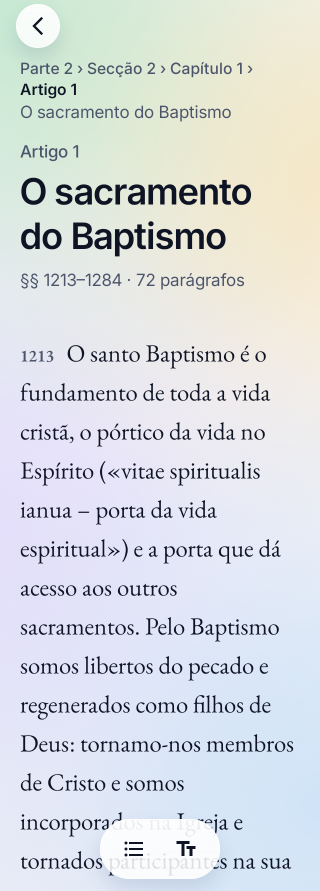 Parte 2 › Secção 2 › Capítulo 1 ›
Artigo 1
O sacramento do Baptismo
Artigo 1
O sacramento
do Baptismo
§§ 1213–1284 · 72 parágrafos
1213 O santo Baptismo é o
fundamento de toda a vida
cristã, o pórtico da vida no
Espírito («vitae spiritualis
ianua – porta da vida
espiritual») e a porta que dá
acesso aos outros
sacramentos. Pelo Baptismo
somos libertos do pecado e
regenerados como filhos de
Deus: tornamo-nos membros
de Cristo e somos
incorporados na Igreja e
tornados participantes na sua